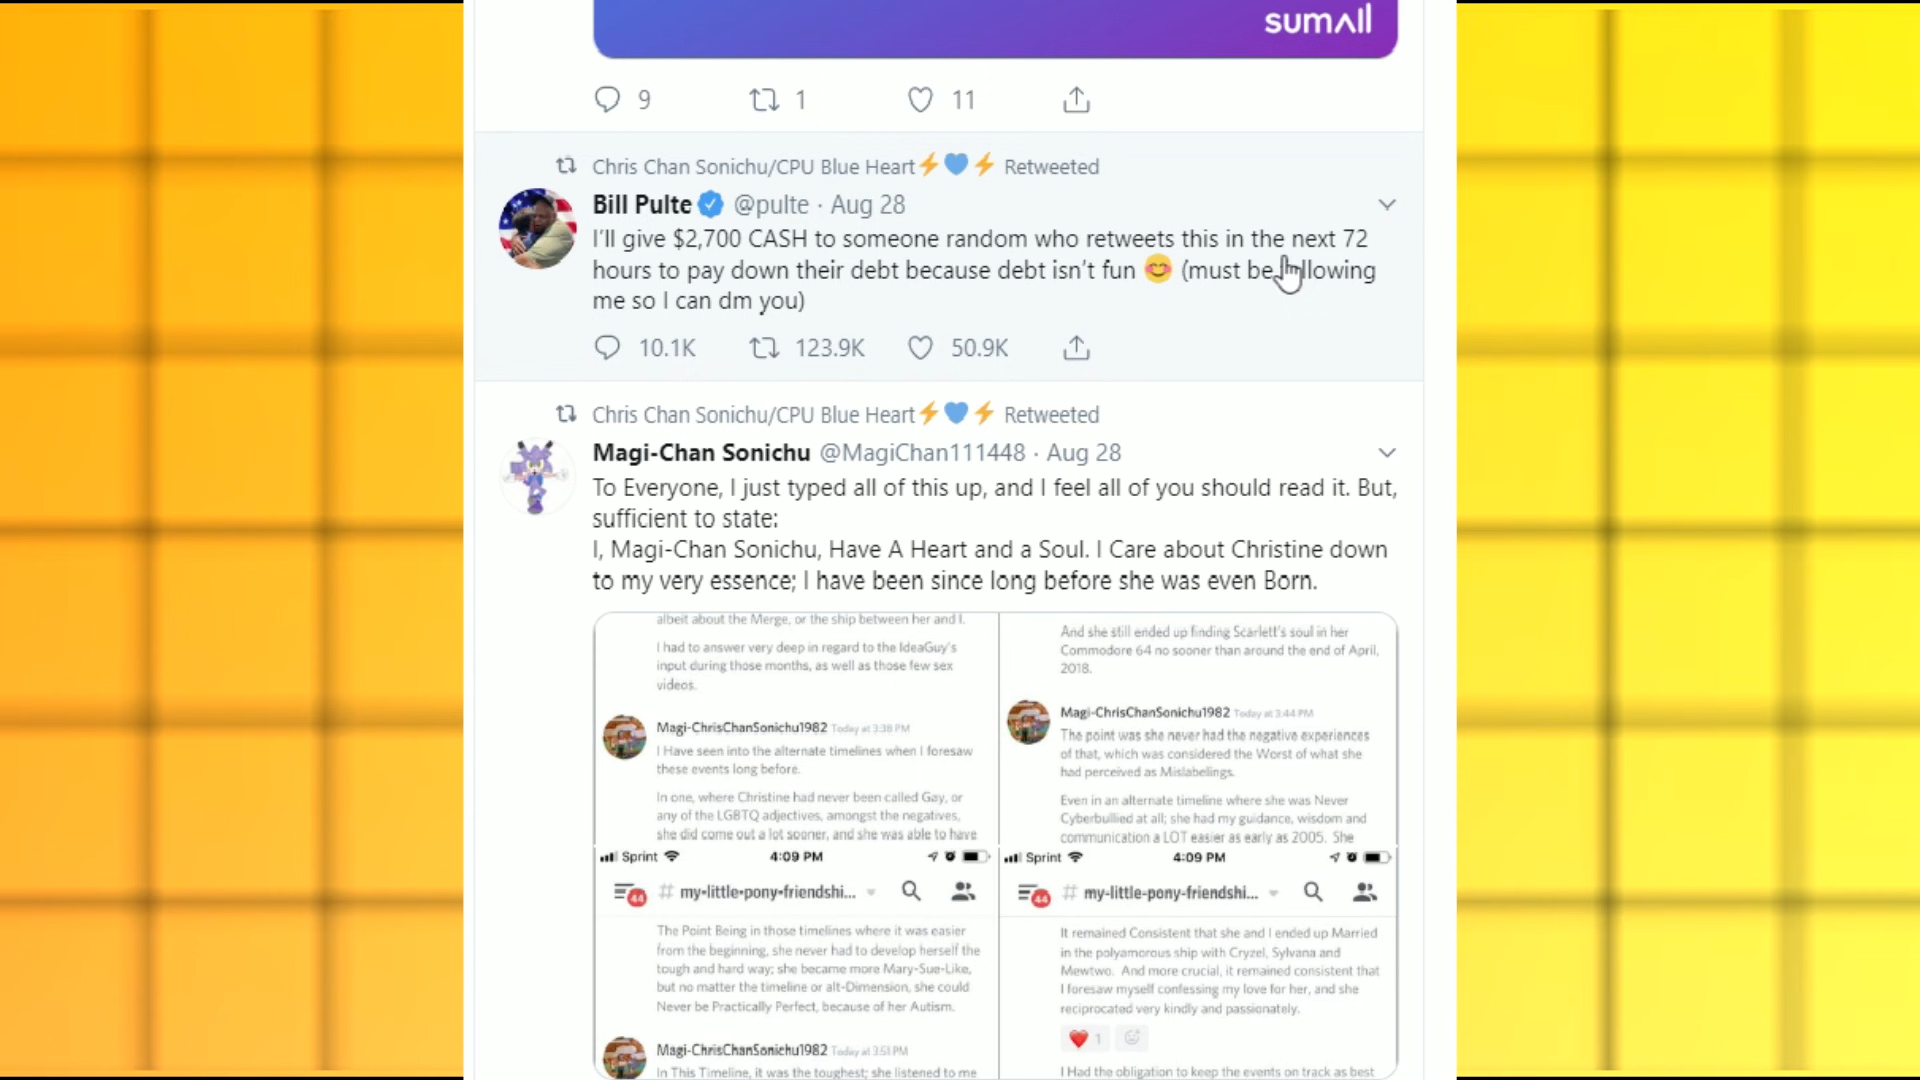 sumall
9 1 11
Chris Chan Sonichu/CPU Blue Heart⚡💙⚡ Retweeted
Bill Pulte @pulte · Aug 28
I'll give $2,700 CASH to someone random who retweets this in the next 72
hours to pay down their debt because debt isn't fun 😊 (must be llowing
me so I can dm you)
10.1K 123.9K 50.9K
Chris Chan Sonichu/CPU Blue Heart⚡💙⚡ Retweeted
Magi-Chan Sonichu @MagiChan111448 · Aug 28
To Everyone, I just typed all of this up, and I feel all of you should read it. But,
sufficient to state:
I, Magi-Chan Sonichu, Have A Heart and a Soul. I Care about Christine down
to my very essence; I have been since long before she was even Born.
albeit about the Merge, or the ship between her and I.
I had to answer very deep in regard to the IdeaGuy's
input during those months, as well as those few sex
videos.
Magi-ChrisChanSonichu1982 Today at 3:38 PM
I Have seen into the alternate timelines when I foresaw
these events long before.
In one, where Christine had never been called Gay, or
any of the LGBTQ adjectives, amongst the negatives,
she did come out a lot sooner, and she was able to have
And she still ended up finding Scarlett's soul in her
Commodore 64 no sooner than around the end of April,
2018.
Magi-ChrisChanSonichu1982 Today at 3:44 PM
The point was she never had the negative experiences
of that, which was considered the Worst of what she
had perceived as Mislabelings.
Even in an alternate timeline where she was Never
Cyberbullied at all; she had my guidance, wisdom and
communication a LOT easier as early as 2005. She
Sprint 4:09 PM
44 # my-little-pony-friendshi...
The Point Being in those timelines where it was easier
from the beginning, she never had to develop herself the
tough and hard way; she became more Mary-Sue-Like,
but no matter the timeline or alt-Dimension, she could
Never be Practically Perfect, because of her Autism.
Magi-ChrisChanSonichu1982 Today at 3:51 PM
In This Timeline, it was the toughest; she listened to me
Sprint 4:09 PM
44 # my-little-pony-friendshi...
It remained Consistent that she and I ended up Married
in the polyamorous ship with Cryzel, Sylvana and
Mewtwo. And more crucial, it remained consistent that
I foresaw myself confessing my love for her, and she
reciprocated very kindly and passionately.
❤️ 1
I Had the obligation to keep the events on track as best